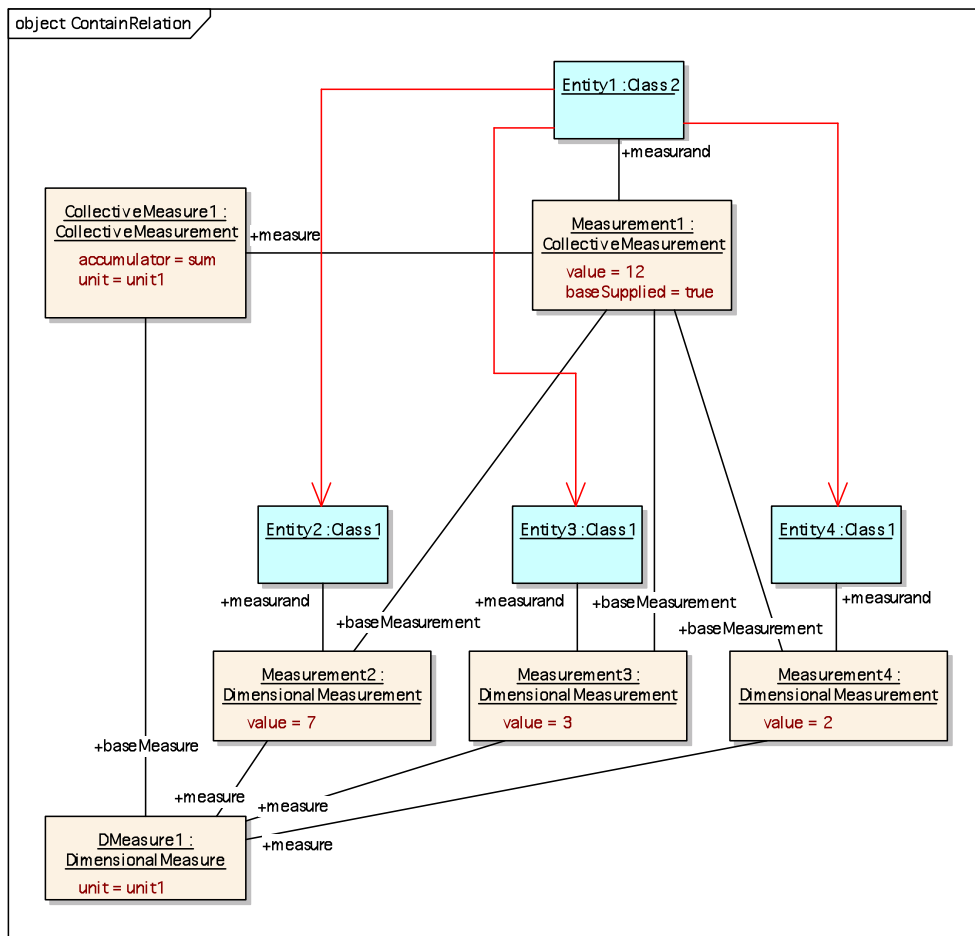 object ContainRelation
Entity1 :Class2
+measurand
CollectiveMeasure1 :
CollectiveMeasurement
accumulator = sum
unit = unit1
+measure
Measurement1 :
CollectiveMeasurement
value = 12
baseSupplied = true
Entity2 :Class1
Entity3 :Class1
Entity4 :Class1
+measurand
+measurand
+baseMeasurement
+measurand
+baseMeasurement
+baseMeasurement
Measurement2 :
DimensionalMeasurement
value = 7
Measurement3 :
DimensionalMeasurement
value = 3
Measurement4 :
DimensionalMeasurement
value = 2
+baseMeasure
+measure
+measure
+measure
DMeasure1 :
DimensionalMeasure
unit = unit1